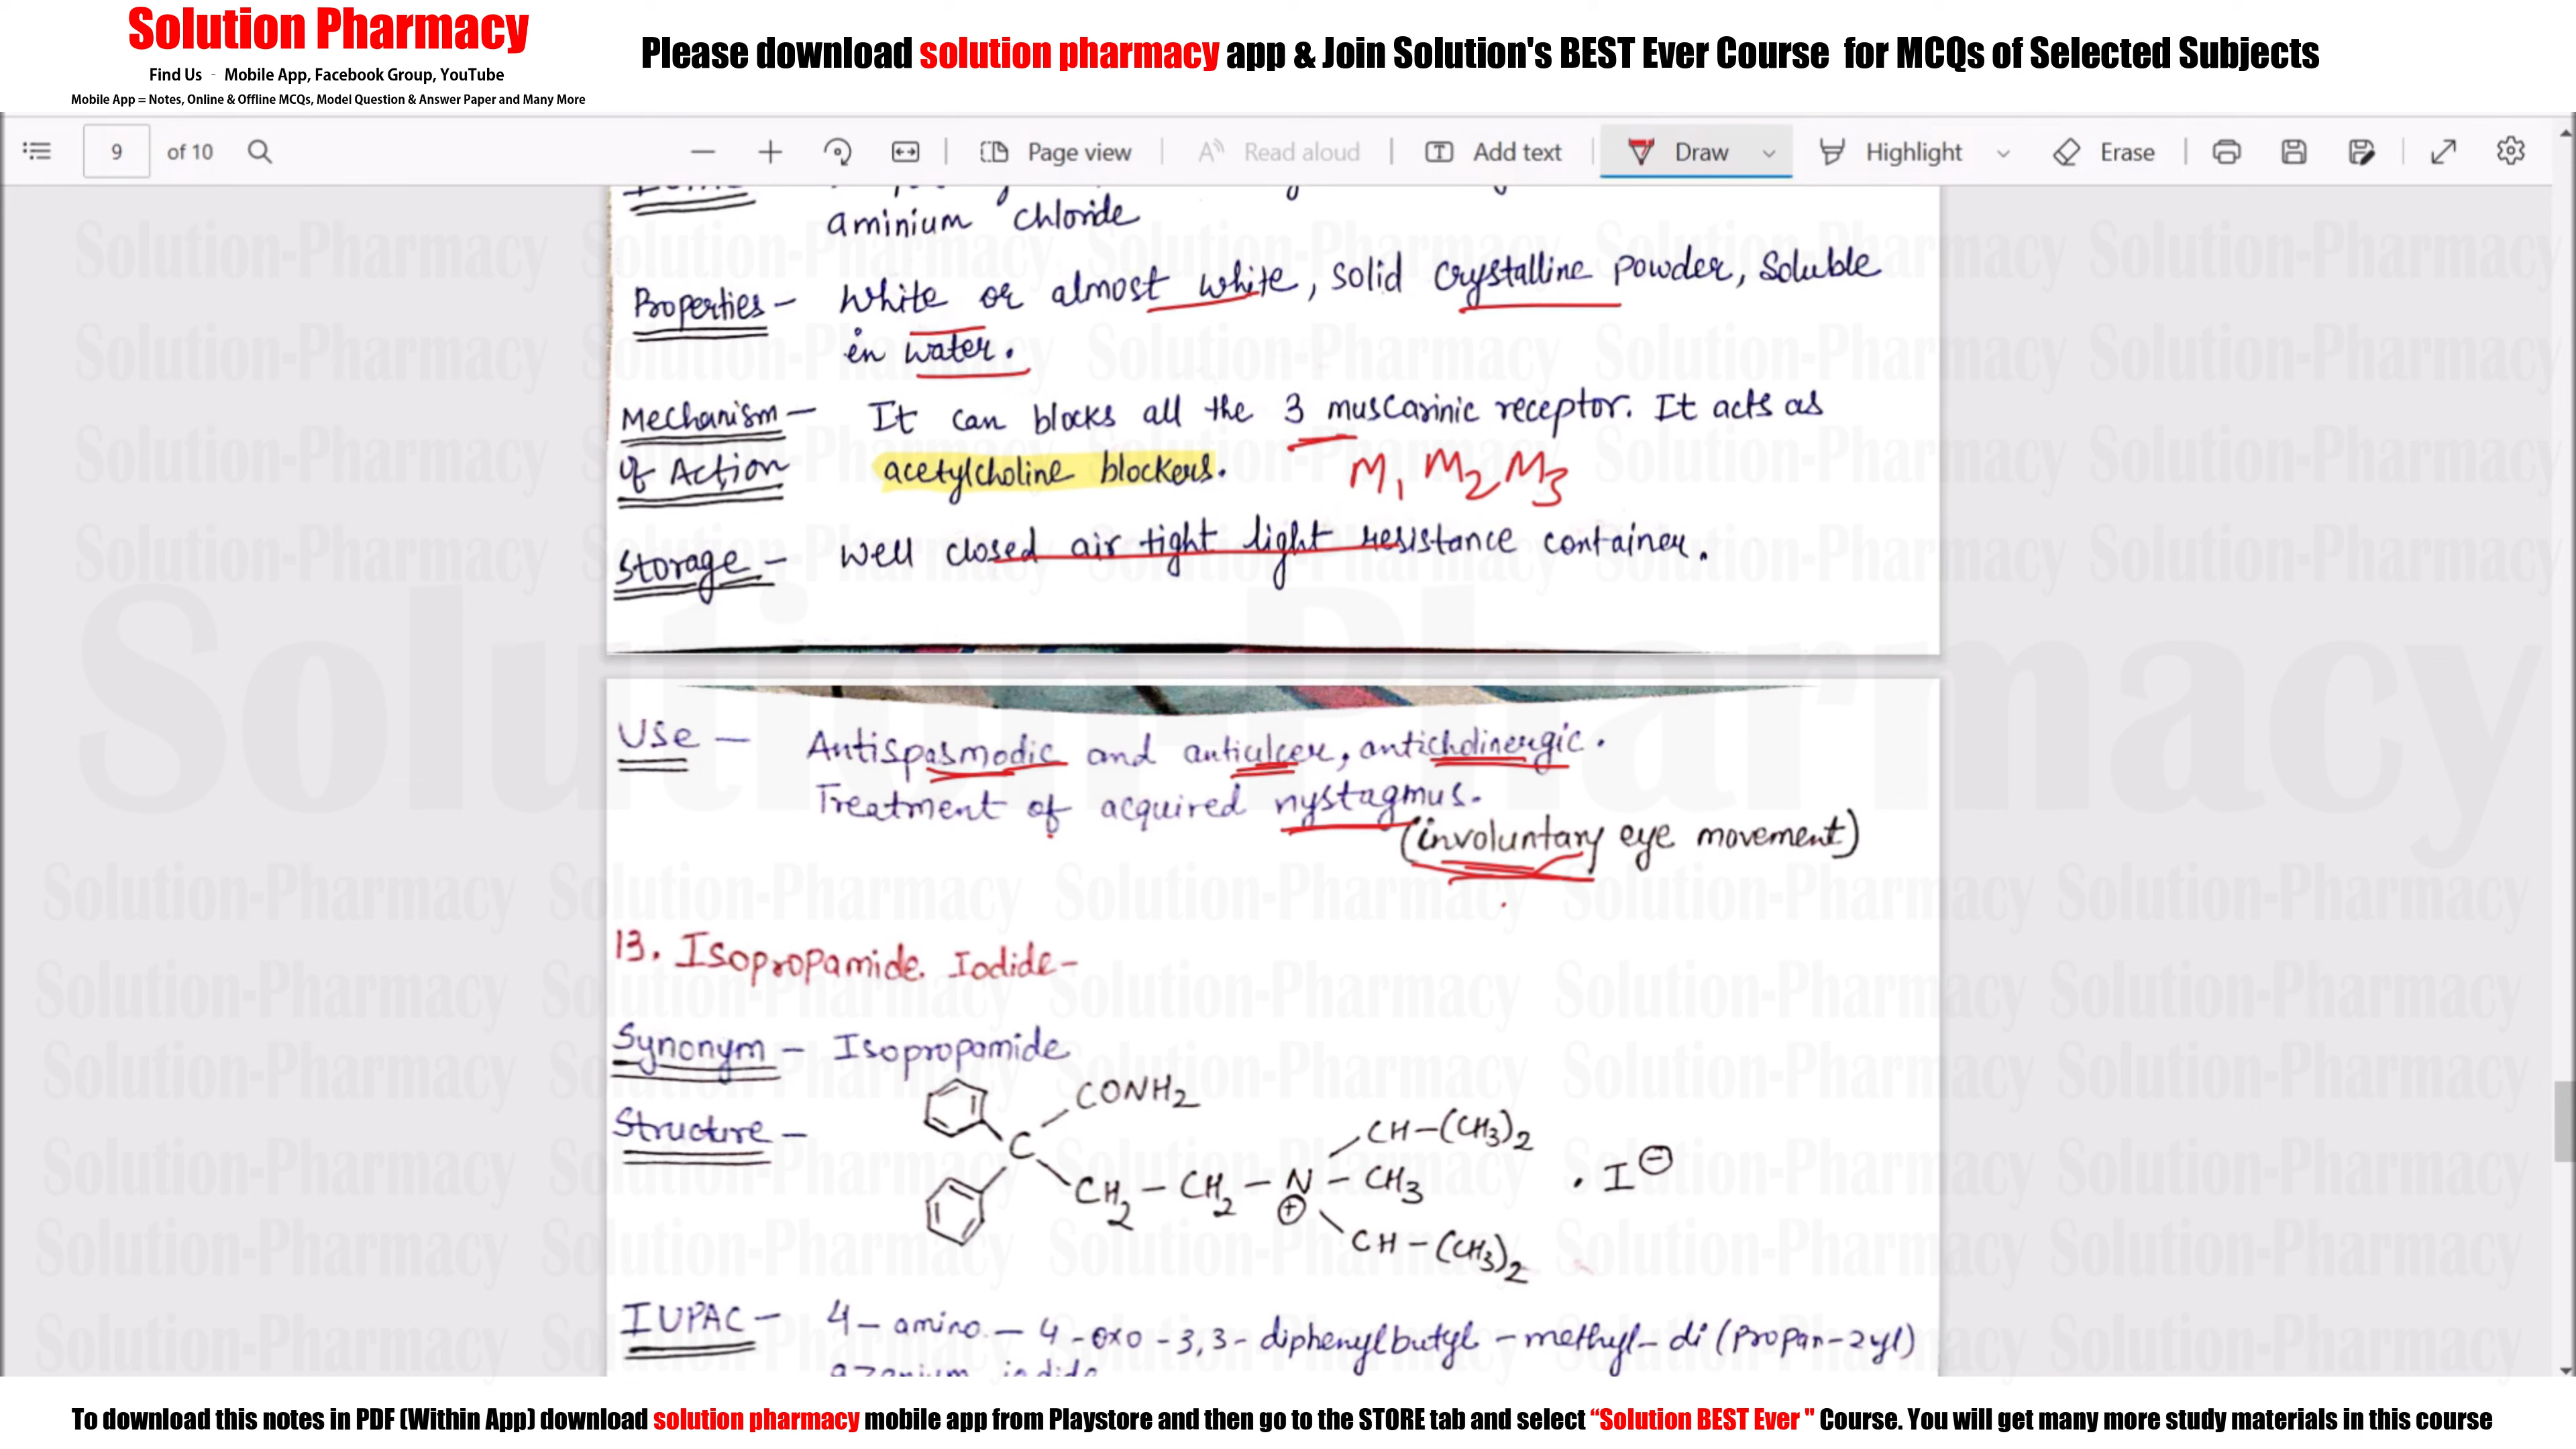 Solution Pharmacy
Find Us - Mobile App, Facebook Group, YouTube
Mobile App = Notes, Online & Offline MCQs, Model Question & Answer Paper and Many More
Please download solution pharmacy app & Join Solution's BEST Ever Course for MCQs of Selected Subjects
9 of 10
Page view
Read aloud
Add text
Draw
Highlight
Erase
aminium chloride
Properties - White or almost white, solid crystalline powder, soluble
in water.
Mechanism - It can blocks all the 3 muscarinic receptor. It acts as
of Action acetylcholine blockers. M1 M2 M3
Storage - Well closed air tight light resistance container.
Use - Antispasmodic and antiulcer, anticholinergic.
Treatment of acquired nystagmus.
(involuntary eye movement)
13. Isopropamide Iodide-
Synonym - Isopropamide
Structure -
CONH2
C
CH2 - CH2 - N - CH3
⊕
CH-(CH3)2
CH-(CH3)2
. I⊖
IUPAC - 4-amino-4-oxo-3,3-diphenylbutyl-methyl-di(propan-2yl)
azanium iodide
To download this notes in PDF (Within App) download solution pharmacy mobile app from Playstore and then go to the STORE tab and select “Solution BEST Ever " Course. You will get many more study materials in this course
Solution-Pharmacy